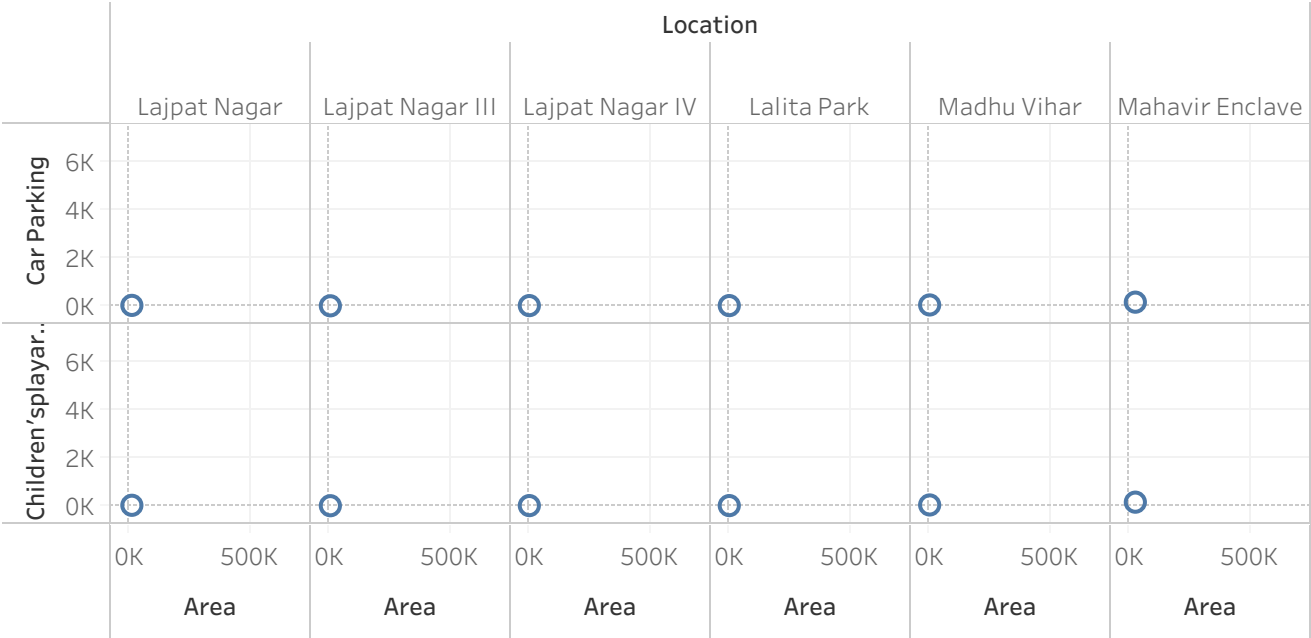 Location
Lajpat Nagar Lajpat Nagar III Lajpat Nagar IV Lalita Park Madhu Vihar Mahavir Enclave
Car Parking
6K
4K
2K
0K
Children'splayar..
6K
4K
2K
0K
0K 500K 0K 500K 0K 500K 0K 500K 0K 500K 0K 500K
Area Area Area Area Area Area